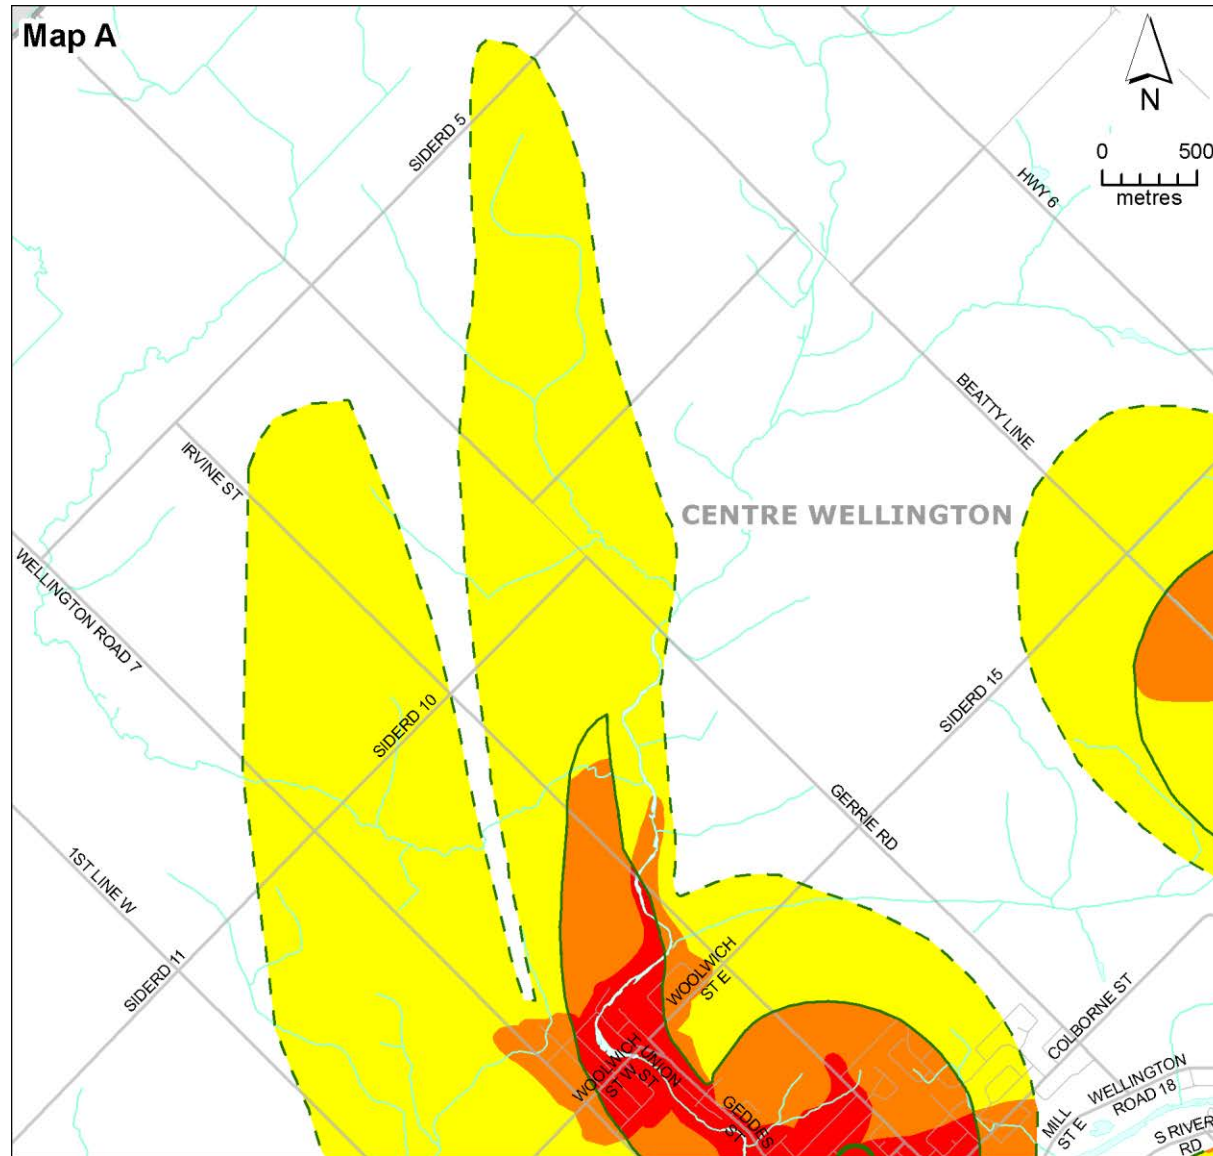 Map A
N
0 500
metres
SIDERD 5
HWY 6
BEATTY LINE
IRVINE ST
CENTRE WELLINGTON
WELLINGTON ROAD 7
SIDERD 10
SIDERD 15
GERRIE RD
1ST LINE W
SIDERD 11
WOOLWICH
ST E
COLBORNE ST
WOOLWICH
ST W
UNION
ST
GEDDES
ST
MILL
ST E
WELLINGTON
ROAD 18
S RIVER
RD